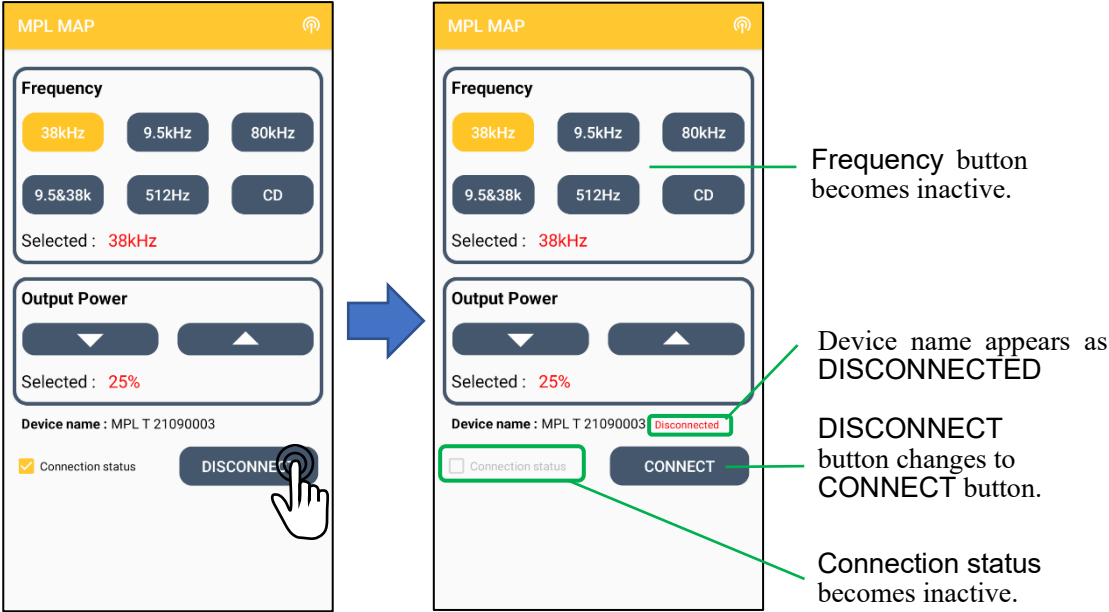 MPL MAP
Frequency
38kHz 9.5kHz 80kHz
9.5&38k 512Hz CD
Selected : 38kHz
Output Power
Selected : 25%
Device name : MPL T 21090003
Connection status DISCONNECT
MPL MAP
Frequency
38kHz 9.5kHz 80kHz
9.5&38k 512Hz CD
Selected : 38kHz
Output Power
Selected : 25%
Device name : MPL T 21090003 Disconnected
Connection status CONNECT
Frequency button
becomes inactive.
Device name appears as
DISCONNECTED
DISCONNECT
button changes to
CONNECT button.
Connection status
becomes inactive.